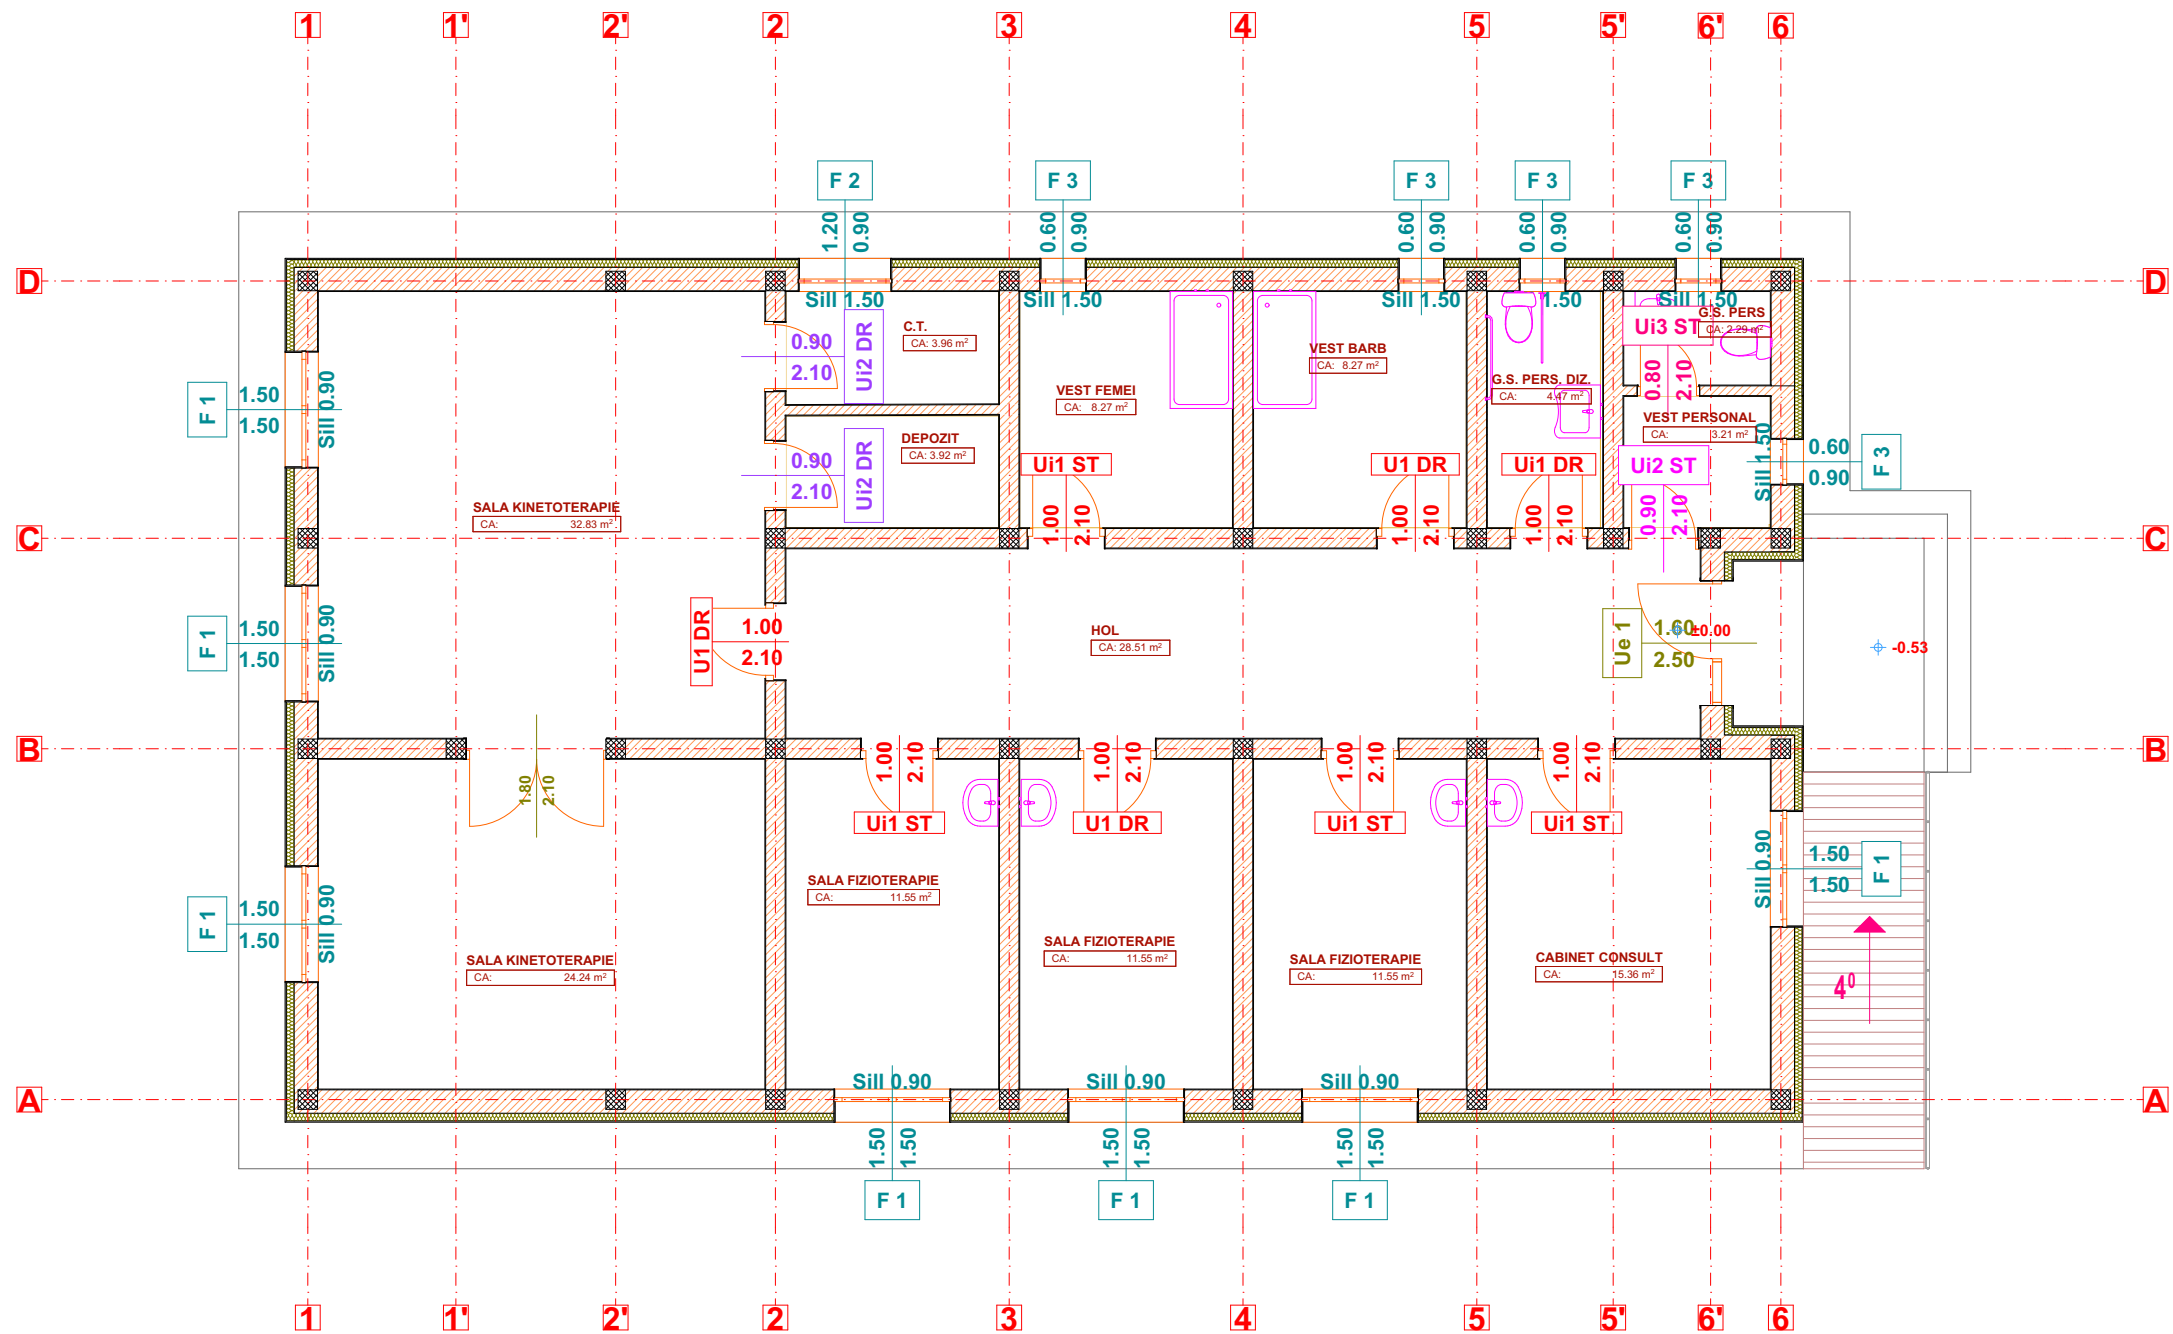 1 1' 2' 2 3 4 5 5' 6' 6
F 2 F 3 F 3 F 3 F 3
1.20 0.90 0.60 0.90 0.60 0.90 0.60 0.90 0.60 0.90
D D
Sill 1.50 Sill 1.50 Sill 1.50 1.50 Sill 1.50
C.T.
CA: 3.96 m²
0.90
2.10
Ui2 DR
VEST BARB
CA: 8.27 m²
Ui3 ST
G.S. PERS
CA: 2.29 m²
0.80 2.10
F 1
1.50
1.50
Sill 0.90
VEST FEMEI
CA: 8.27 m²
G.S. PERS. DIZ.
CA: 4.47 m²
VEST PERSONAL
CA: 3.21 m²
DEPOZIT
CA: 3.92 m²
0.90
2.10
Ui2 DR
Ui1 ST
1.00 2.10
U1 DR
1.00 2.10
Ui1 DR
1.00 2.10
Ui2 ST
0.90 2.10
Sill 1.50
0.60
0.90
F 3
SALA KINETOTERAPIE
CA: 32.83 m²
C C
F 1
1.50
1.50
Sill 0.90
U1 DR
1.00
2.10
HOL
CA: 28.51 m²
Ue 1
1.60
2.50
±0.00
-0.53
B B
1.80 2.10
1.00 2.10
Ui1 ST
1.00 2.10
U1 DR
1.00 2.10
Ui1 ST
1.00 2.10
Ui1 ST
F 1
1.50
1.50
Sill 0.90
SALA FIZIOTERAPIE
CA: 11.55 m²
Sill 0.90
1.50
1.50
F 1
SALA KINETOTERAPIE
CA: 24.24 m²
SALA FIZIOTERAPIE
CA: 11.55 m²
SALA FIZIOTERAPIE
CA: 11.55 m²
CABINET CONSULT
CA: 15.36 m²
4⁰
A A
Sill 0.90 Sill 0.90 Sill 0.90
1.50 1.50 1.50 1.50 1.50 1.50
F 1 F 1 F 1
1 1' 2' 2 3 4 5 5' 6' 6